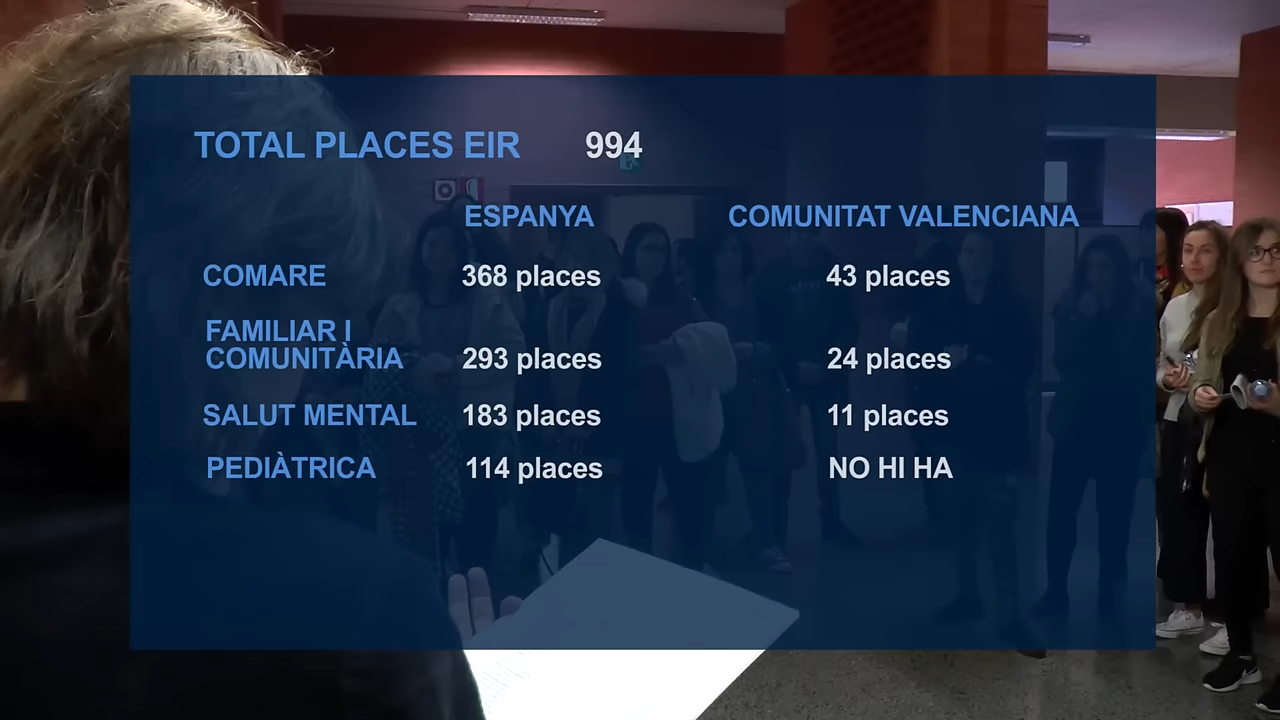 TOTAL PLACES EIR 994
ESPANYA COMUNITAT VALENCIANA
COMARE 368 places 43 places
FAMILIAR I
COMUNITÀRIA 293 places 24 places
SALUT MENTAL 183 places 11 places
PEDIÀTRICA 114 places NO HI HA